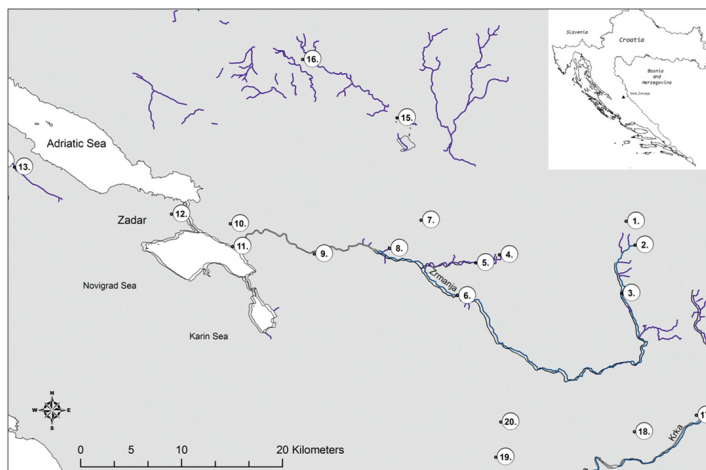 Slovenia
Croatia
Bosnia
and
Herzegovina
16.
15.
Adriatic Sea
13.
12.
Zadar
10.
7.
1.
11.
2.
8.
9.
4.
5.
Zrmanja
Novigrad Sea
6.
3.
Karin Sea
N
W
E
S
20.
17
18.
Krka
19.
0
5
10
20 Kilometers